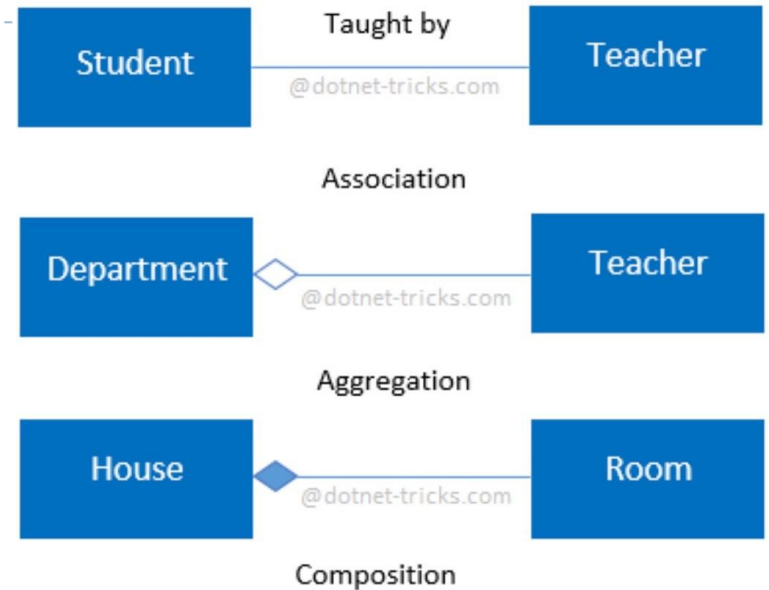 Taught by
Student
Teacher
@dotnet-tricks.com
Association
Department
Teacher
@dotnet-tricks.com
Aggregation
House
Room
@dotnet-tricks.com
Composition